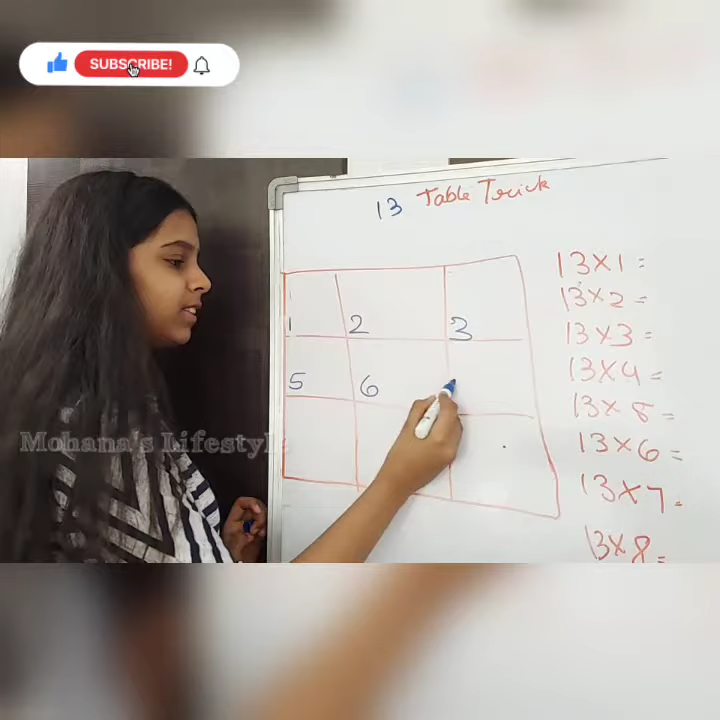 SUBSCRIBE!
13 Table Trick
1 2 3
5 6
13×1=
13×2=
13×3=
13×4=
13×5=
13×6=
13×7=
13×8=
Mohana's Lifestyle